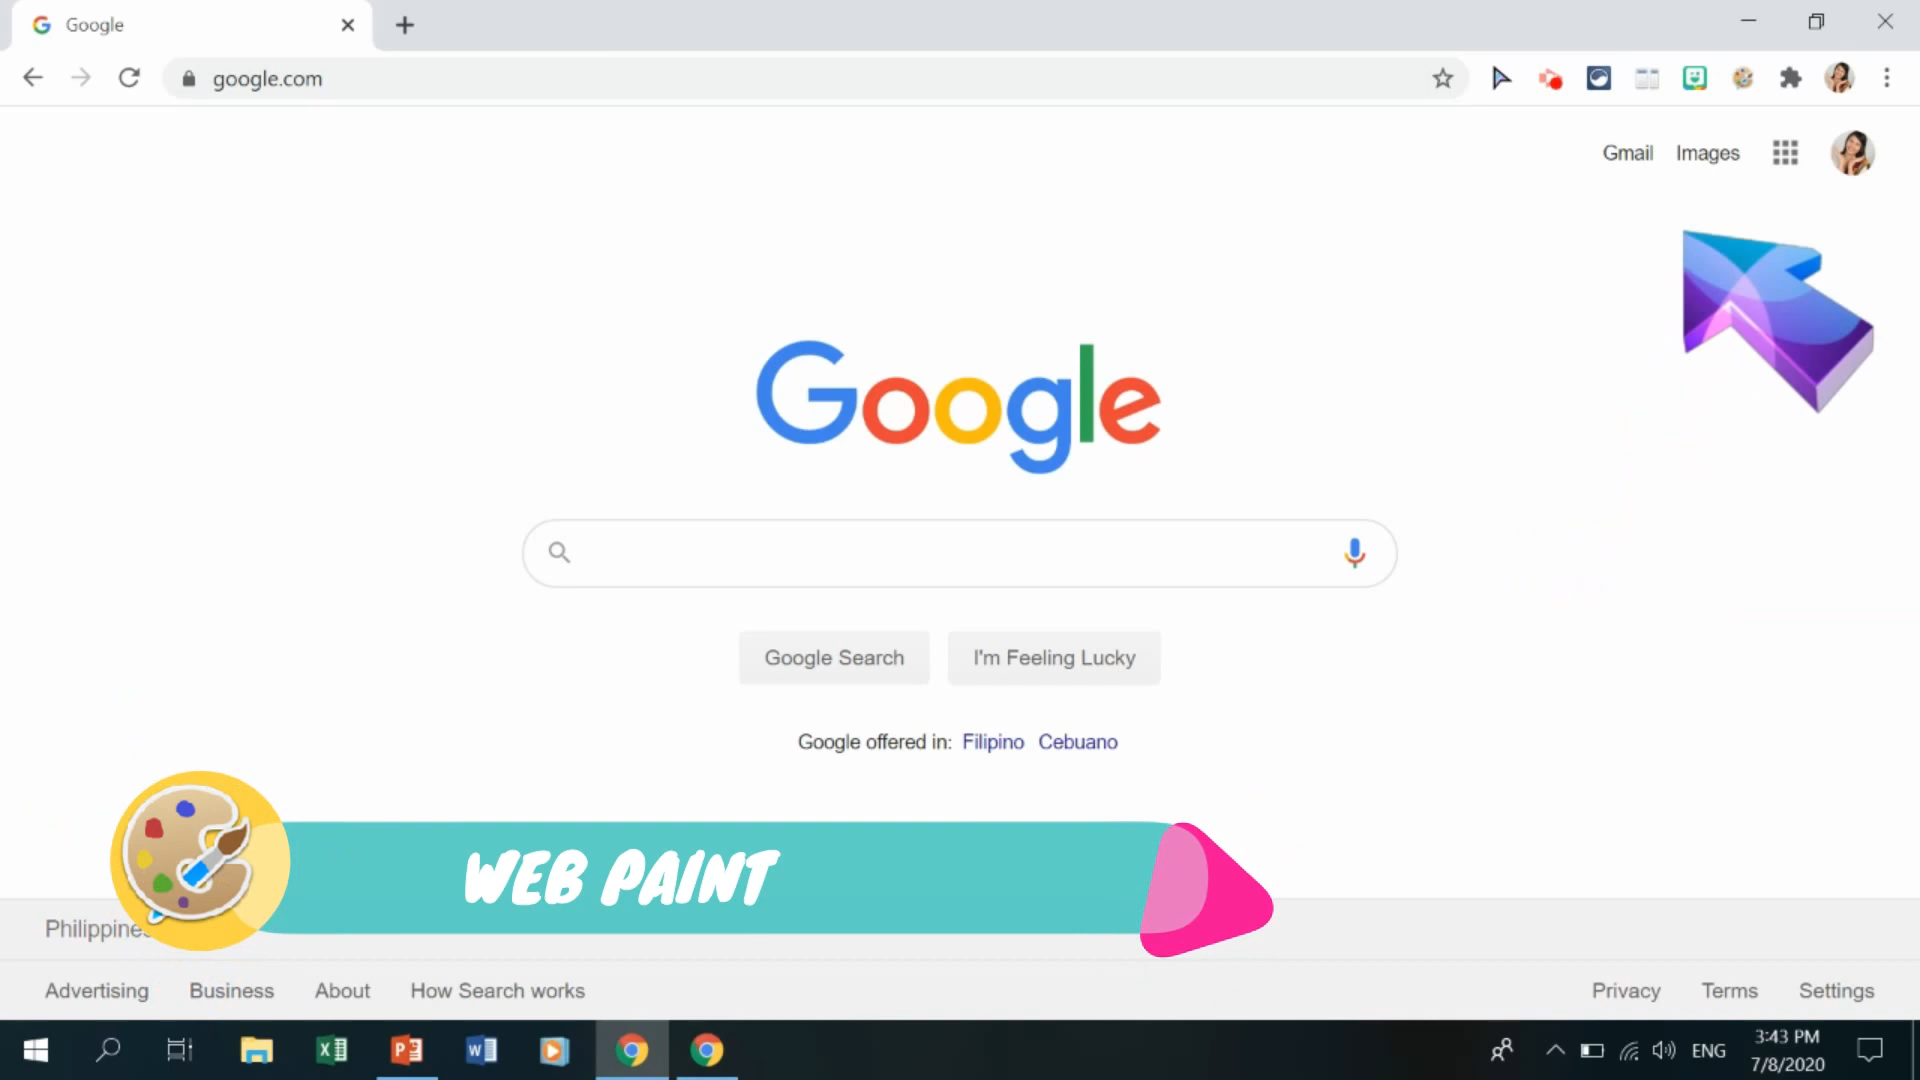 Google
google.com
Gmail Images
Google
Google Search I'm Feeling Lucky
Google offered in: Filipino Cebuano
WEB PAINT
Philippines
Advertising Business About How Search works Privacy Terms Settings
ENG
3:43 PM
7/8/2020